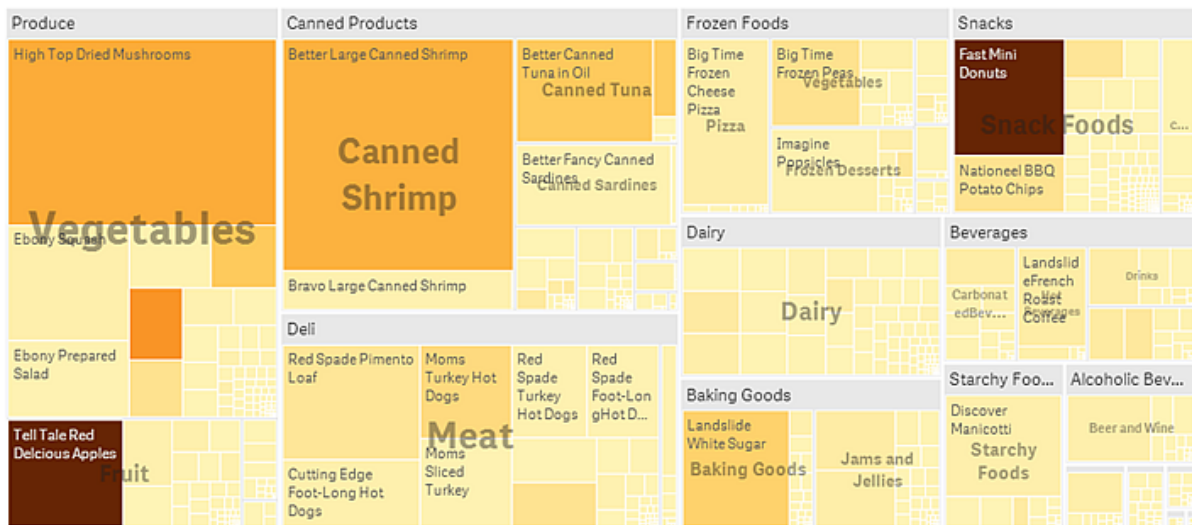 Produce
High Top Dried Mushrooms
Vegetables
Ebony Squash
Ebony Prepared
Salad
Tell Tale Red
Delcious Apples
Fruit
Canned Products
Better Large Canned Shrimp
Canned
Shrimp
Bravo Large Canned Shrimp
Better Canned
Tuna in Oil
Canned Tuna
Better Fancy Canned
Sardines
Canned Sardines
Deli
Red Spade Pimento
Loaf
Moms
Turkey Hot
Dogs
Red
Spade
Turkey
Hot Dogs
Red
Spade
Foot-Lon
gHot D...
Meat
Cutting Edge
Foot-Long Hot
Dogs
Moms
Sliced
Turkey
Frozen Foods
Big Time
Frozen
Cheese
Pizza
Pizza
Big Time
Frozen Peas
Vegetables
Imagine
Popsicles
Frozen Desserts
Dairy
Dairy
Baking Goods
Landslide
White Sugar
Baking Goods
Jams and
Jellies
Snacks
Fast Mini
Donuts
Snack Foods
C...
Nationeel BBQ
Potato Chips
Beverages
Carbonat
edBev...
Landslid
eFrench
Roast
Coffee
Hot
Beverages
Drinks
Starchy Foo...
Discover
Manicotti
Starchy
Foods
Alcoholic Bev...
Beer and Wine